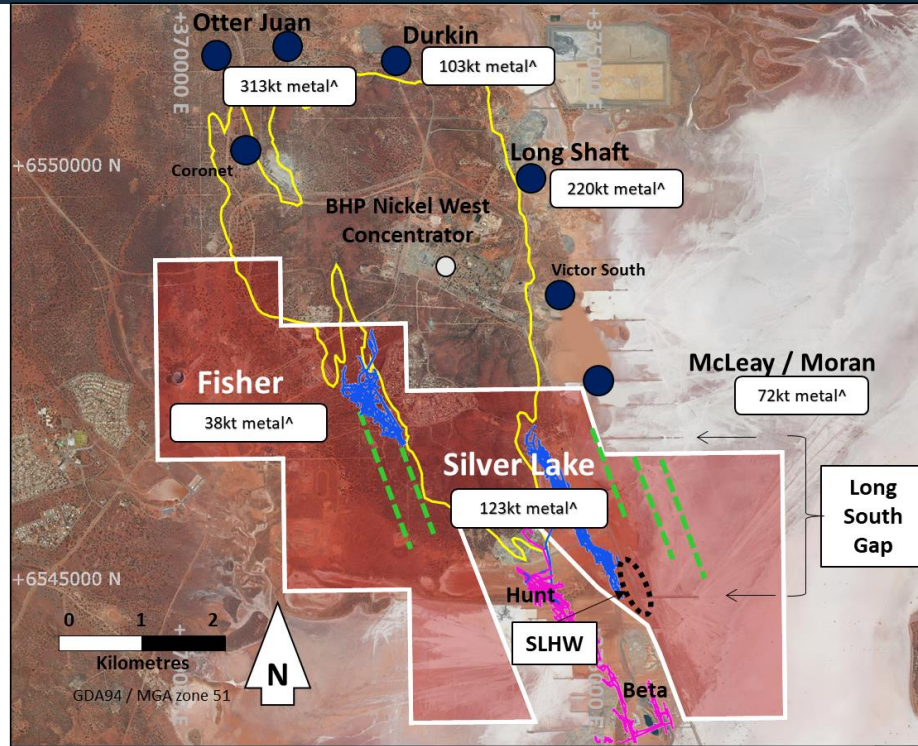 +3700000 E
Otter Juan
Durkin
103kt metal^
313kt metal^
Coronet
+6550000 N
Long Shaft
220kt metal^
BHP Nickel West
Concentrator
Victor South
McLeay / Moran
72kt metal^
Fisher
38kt metal^
Silver Lake
123kt metal^
Long
South
Gap
+6545000 N
Hunt
SLHW
Beta
0 1 2
Kilometres
N
GDA94 / MGA zone 51